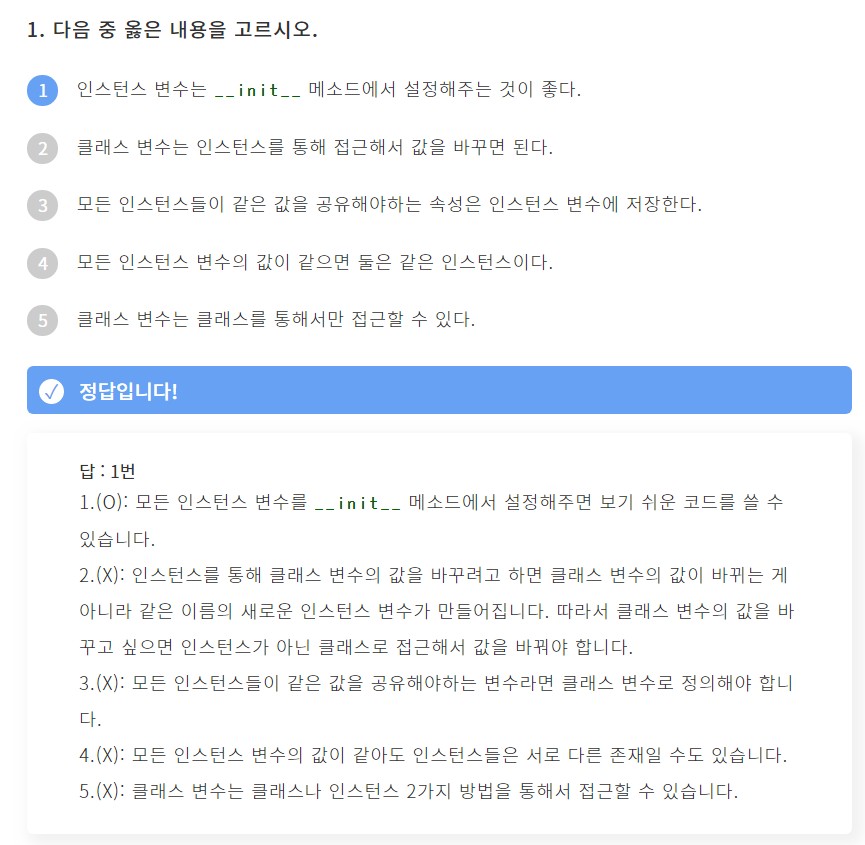 1. 다음 중 옳은 내용을 고르시오.
1 인스턴스 변수는 __init__ 메소드에서 설정해주는 것이 좋다.
2 클래스 변수는 인스턴스를 통해 접근해서 값을 바꾸면 된다.
3 모든 인스턴스들이 같은 값을 공유해야하는 속성은 인스턴스 변수에 저장한다.
4 모든 인스턴스 변수의 값이 같으면 둘은 같은 인스턴스이다.
5 클래스 변수는 클래스를 통해서만 접근할 수 있다.
정답입니다!
답 : 1번
1.(O): 모든 인스턴스 변수를 __init__ 메소드에서 설정해주면 보기 쉬운 코드를 쓸 수
있습니다.
2.(X): 인스턴스를 통해 클래스 변수의 값을 바꾸려고 하면 클래스 변수의 값이 바뀌는 게
아니라 같은 이름의 새로운 인스턴스 변수가 만들어집니다. 따라서 클래스 변수의 값을 바
꾸고 싶으면 인스턴스가 아닌 클래스로 접근해서 값을 바꿔야 합니다.
3.(X): 모든 인스턴스들이 같은 값을 공유해야하는 변수라면 클래스 변수로 정의해야 합니
다.
4.(X): 모든 인스턴스 변수의 값이 같아도 인스턴스들은 서로 다른 존재일 수도 있습니다.
5.(X): 클래스 변수는 클래스나 인스턴스 2가지 방법을 통해서 접근할 수 있습니다.